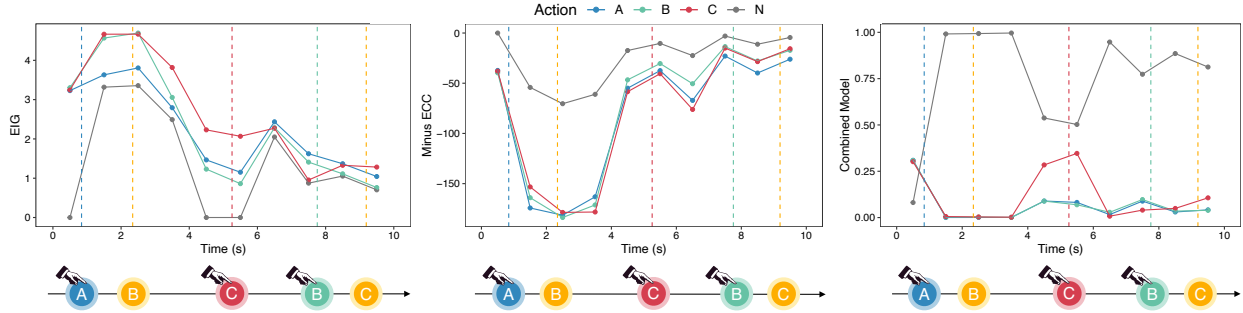 Action A B C N
EIG
4
3
2
1
0
0 2 4 6 8 10
Time (s)
A B C B C
Minus ECC
0
−50
−100
−150
0 2 4 6 8 10
Time (s)
A B C B C
Combined Model
1.00
0.75
0.50
0.25
0.00
0 2 4 6 8 10
Time (s)
A B C B C